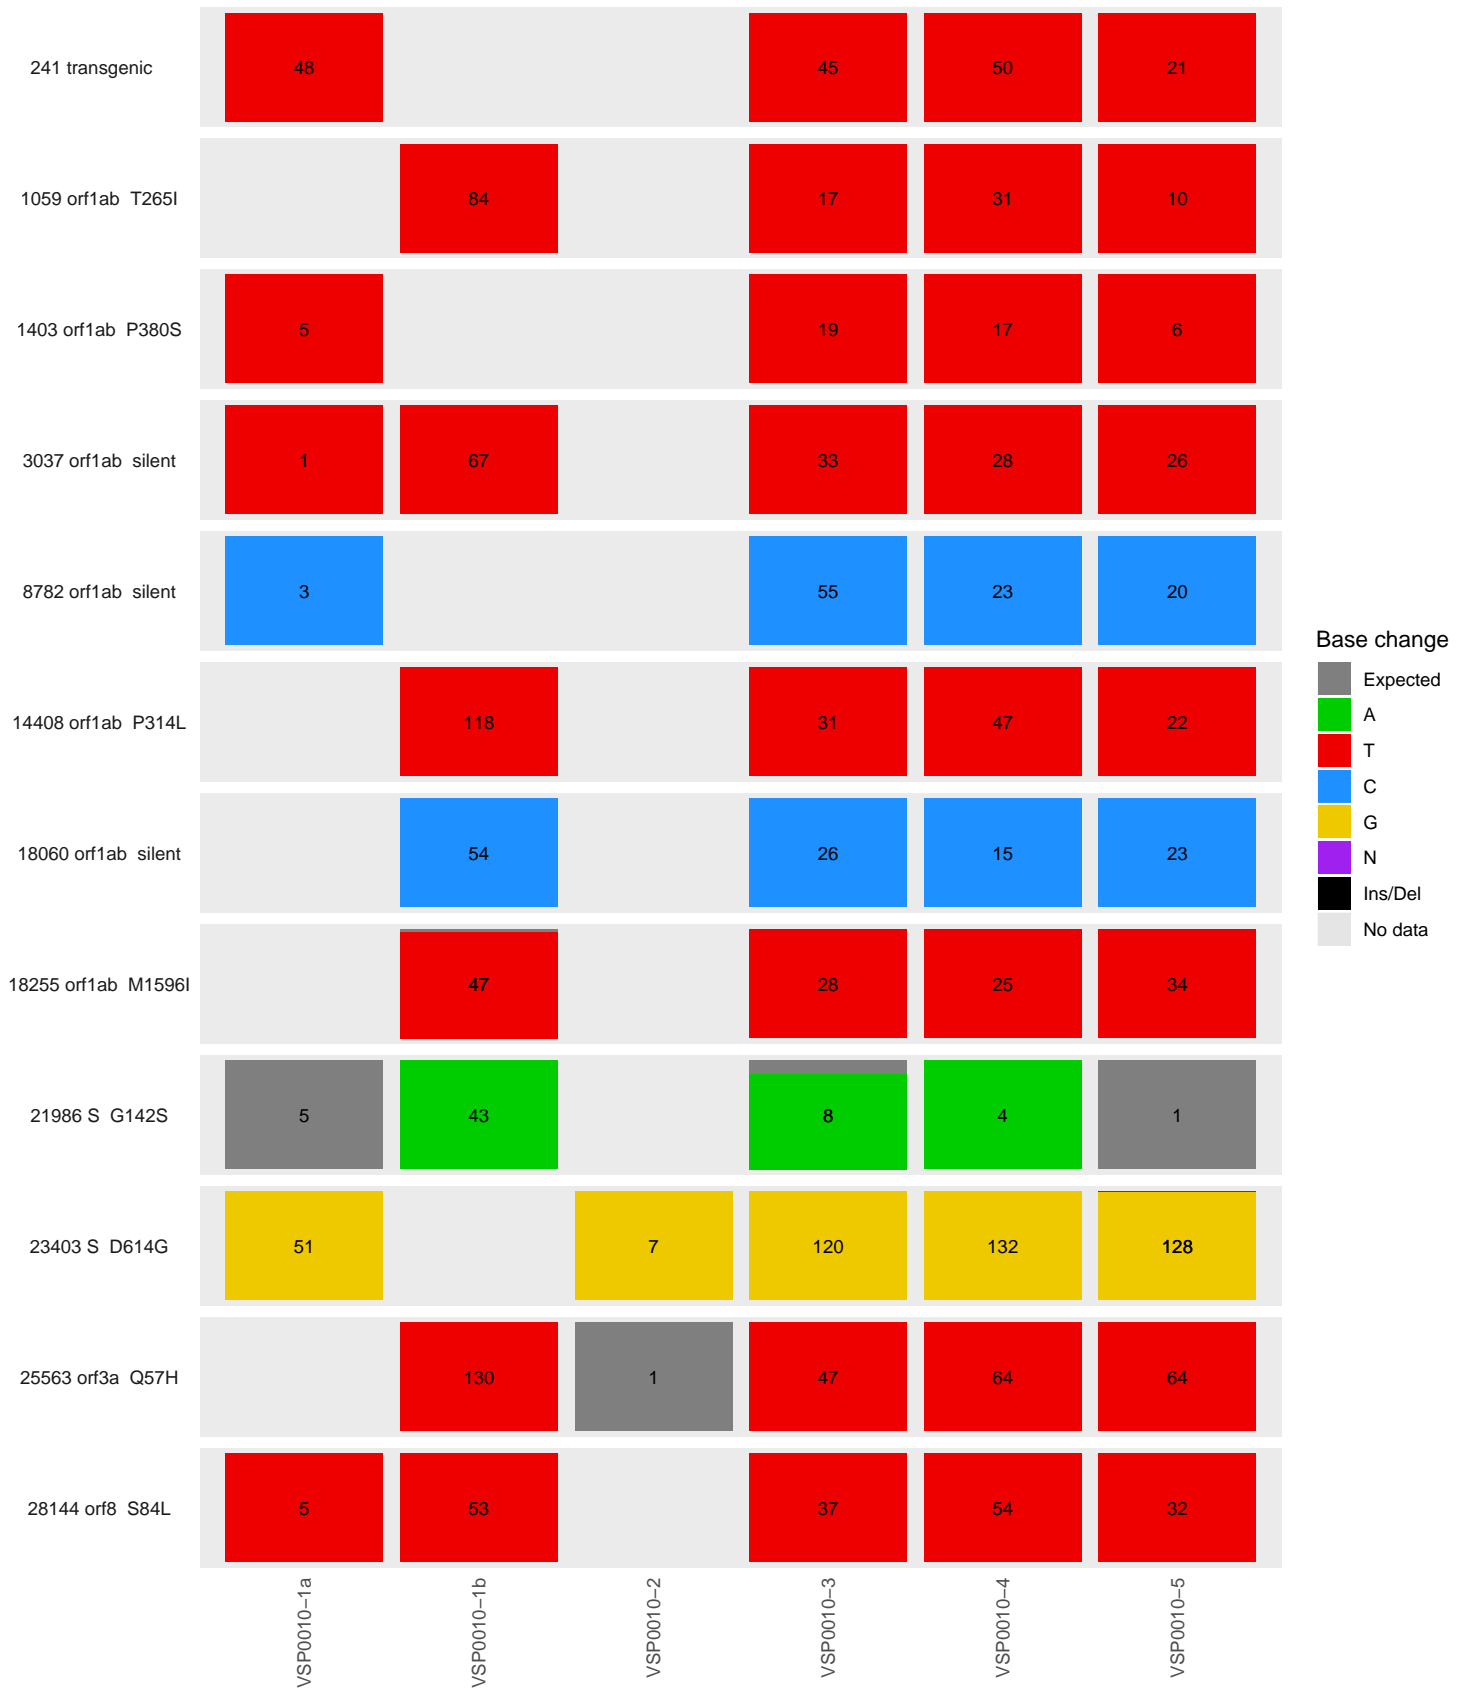 241 transgenic 48 45 50 21
1059 orf1ab T265I 84 17 31 10
1403 orf1ab P380S 5 19 17 6
3037 orf1ab silent 1 67 33 28 26
8782 orf1ab silent 3 55 23 20
14408 orf1ab P314L 118 31 47 22
18060 orf1ab silent 54 26 15 23
18255 orf1ab M1596I 47 28 25 34
21986 S G142S 5 43 8 4 1
23403 S D614G 51 7 120 132 128
25563 orf3a Q57H 130 1 47 64 64
28144 orf8 S84L 5 53 37 54 32
VSP0010−1a
VSP0010−1b
VSP0010−2
VSP0010−3
VSP0010−4
VSP0010−5
Base change
Expected
A
T
C
G
N
Ins/Del
No data